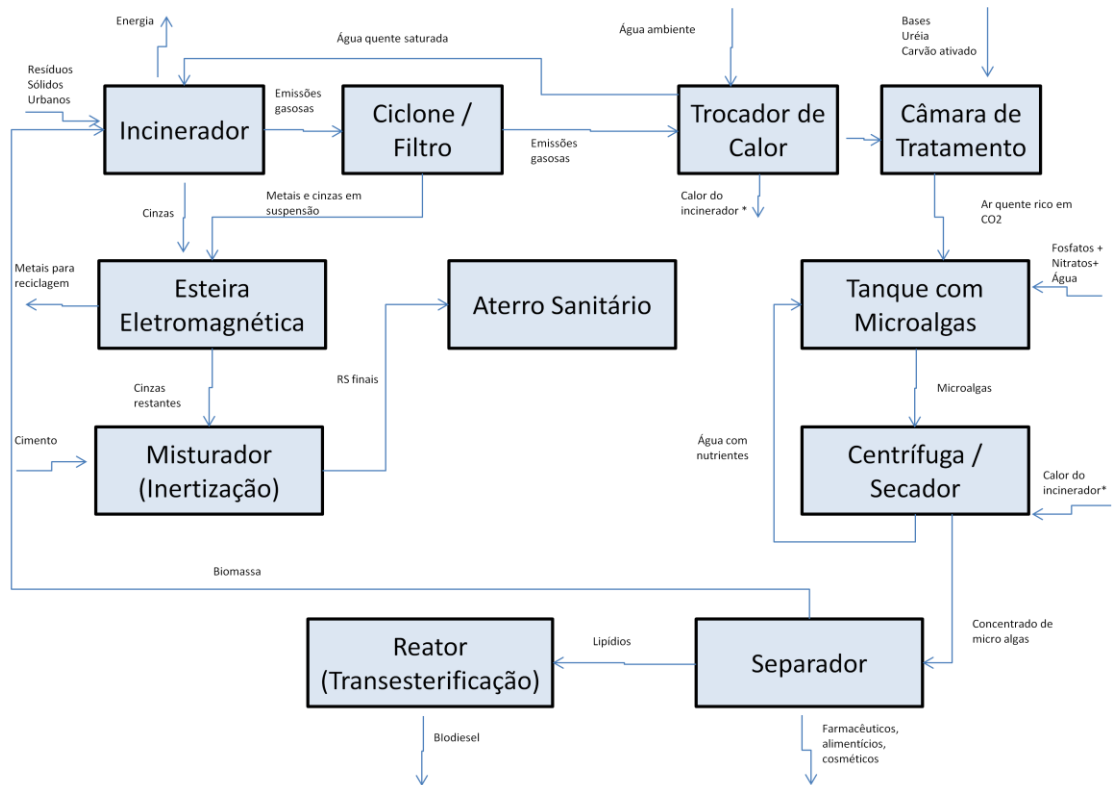 Energia
Água quente saturada
Água ambiente
Bases
Uréia
Carvão ativado
Resíduos
Sólidos
Urbanos
Incinerador
Emissões
gasosas
Ciclone /
Filtro
Emissões
gasosas
Trocador de
Calor
Câmara de
Tratamento
Cinzas
Metais e cinzas em
suspensão
Calor do
incinerador *
Ar quente rico em
CO2
Metais para
reciclagem
Esteira
Eletromagnética
Aterro Sanitário
Tanque com
Microalgas
Fosfatos +
Nitratos+
Água
Cinzas
restantes
RS finais
Microalgas
Cimento
Misturador
(Inertização)
Água com
nutrientes
Centrífuga /
Secador
Calor do
incinerador*
Biomassa
Concentrado de
micro algas
Reator
(Transesterificação)
Lipídios
Separador
BIodiesel
Farmacêuticos,
alimentícios,
cosméticos